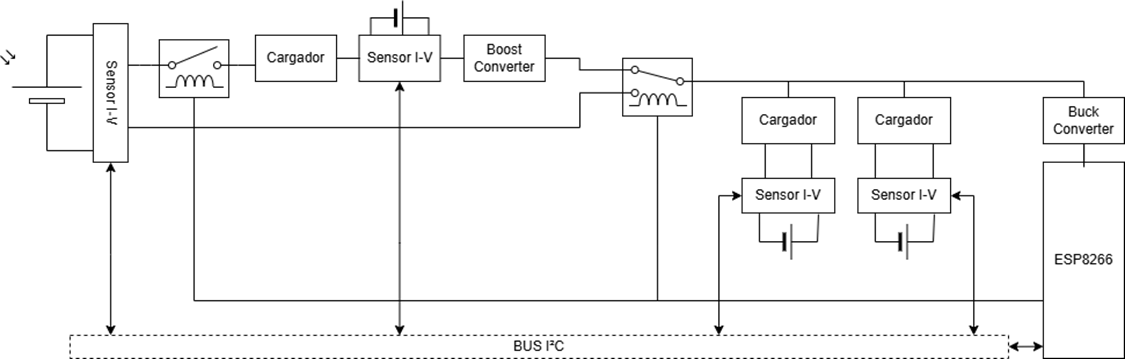 Sensor I-V
Cargador
Sensor I-V
Boost
Converter
Cargador
Cargador
Buck
Converter
Sensor I-V
Sensor I-V
ESP8266
BUS I²C